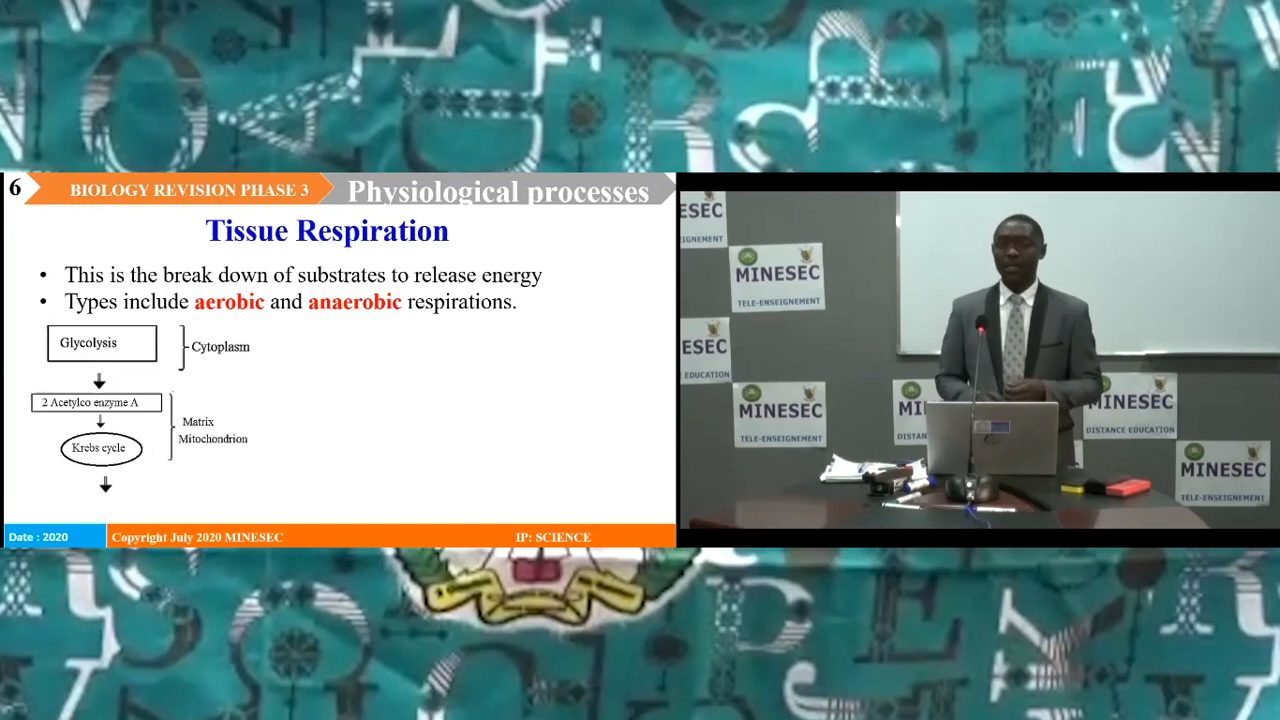 6
BIOLOGY REVISION PHASE 3
Physiological processes
Tissue Respiration
• This is the break down of substrates to release energy
• Types include aerobic and anaerobic respirations.
Glycolysis
Cytoplasm
2 Acetylco enzyme A
Matrix
Mitochondrion
Krebs cycle
Date : 2020
Copyright July 2020 MINESEC
IP: SCIENCE
ESEC
IGNEMENT
MINESEC
TELE-ENSEIGNEMENT
ESEC
EDUCATION
MINESEC
TELE-ENSEIGNEMENT
MI
DISTAN
MINESEC
DISTANCE EDUCATION
MINESEC
TELE-ENSEIGNEMENT